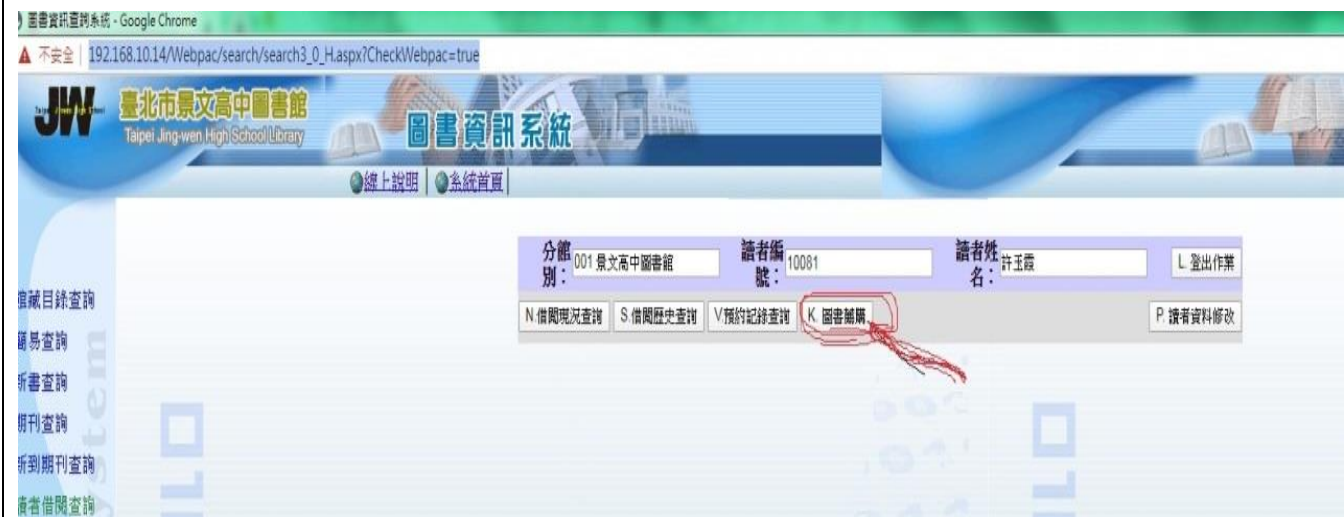 圖書資訊查詢系統 - Google Chrome
不安全 | 192.168.10.14/Webpac/search/search3_0_H.aspx?CheckWebpac=true
JW
臺北市景文高中圖書館
Taipei Jing-wen High School Library
圖書資訊系統
線上說明 | 系統首頁 |
分館別： 001 景文高中圖書館 讀者編號： 10081 讀者姓名： 許玉霞 L. 登出作業
N.借閱現況查詢 S.借閱歷史查詢 V.預約記錄查詢 K. 圖書薦購 P. 讀者資料修改
館藏目錄查詢
簡易查詢
新書查詢
期刊查詢
新到期刊查詢
讀者借閱查詢